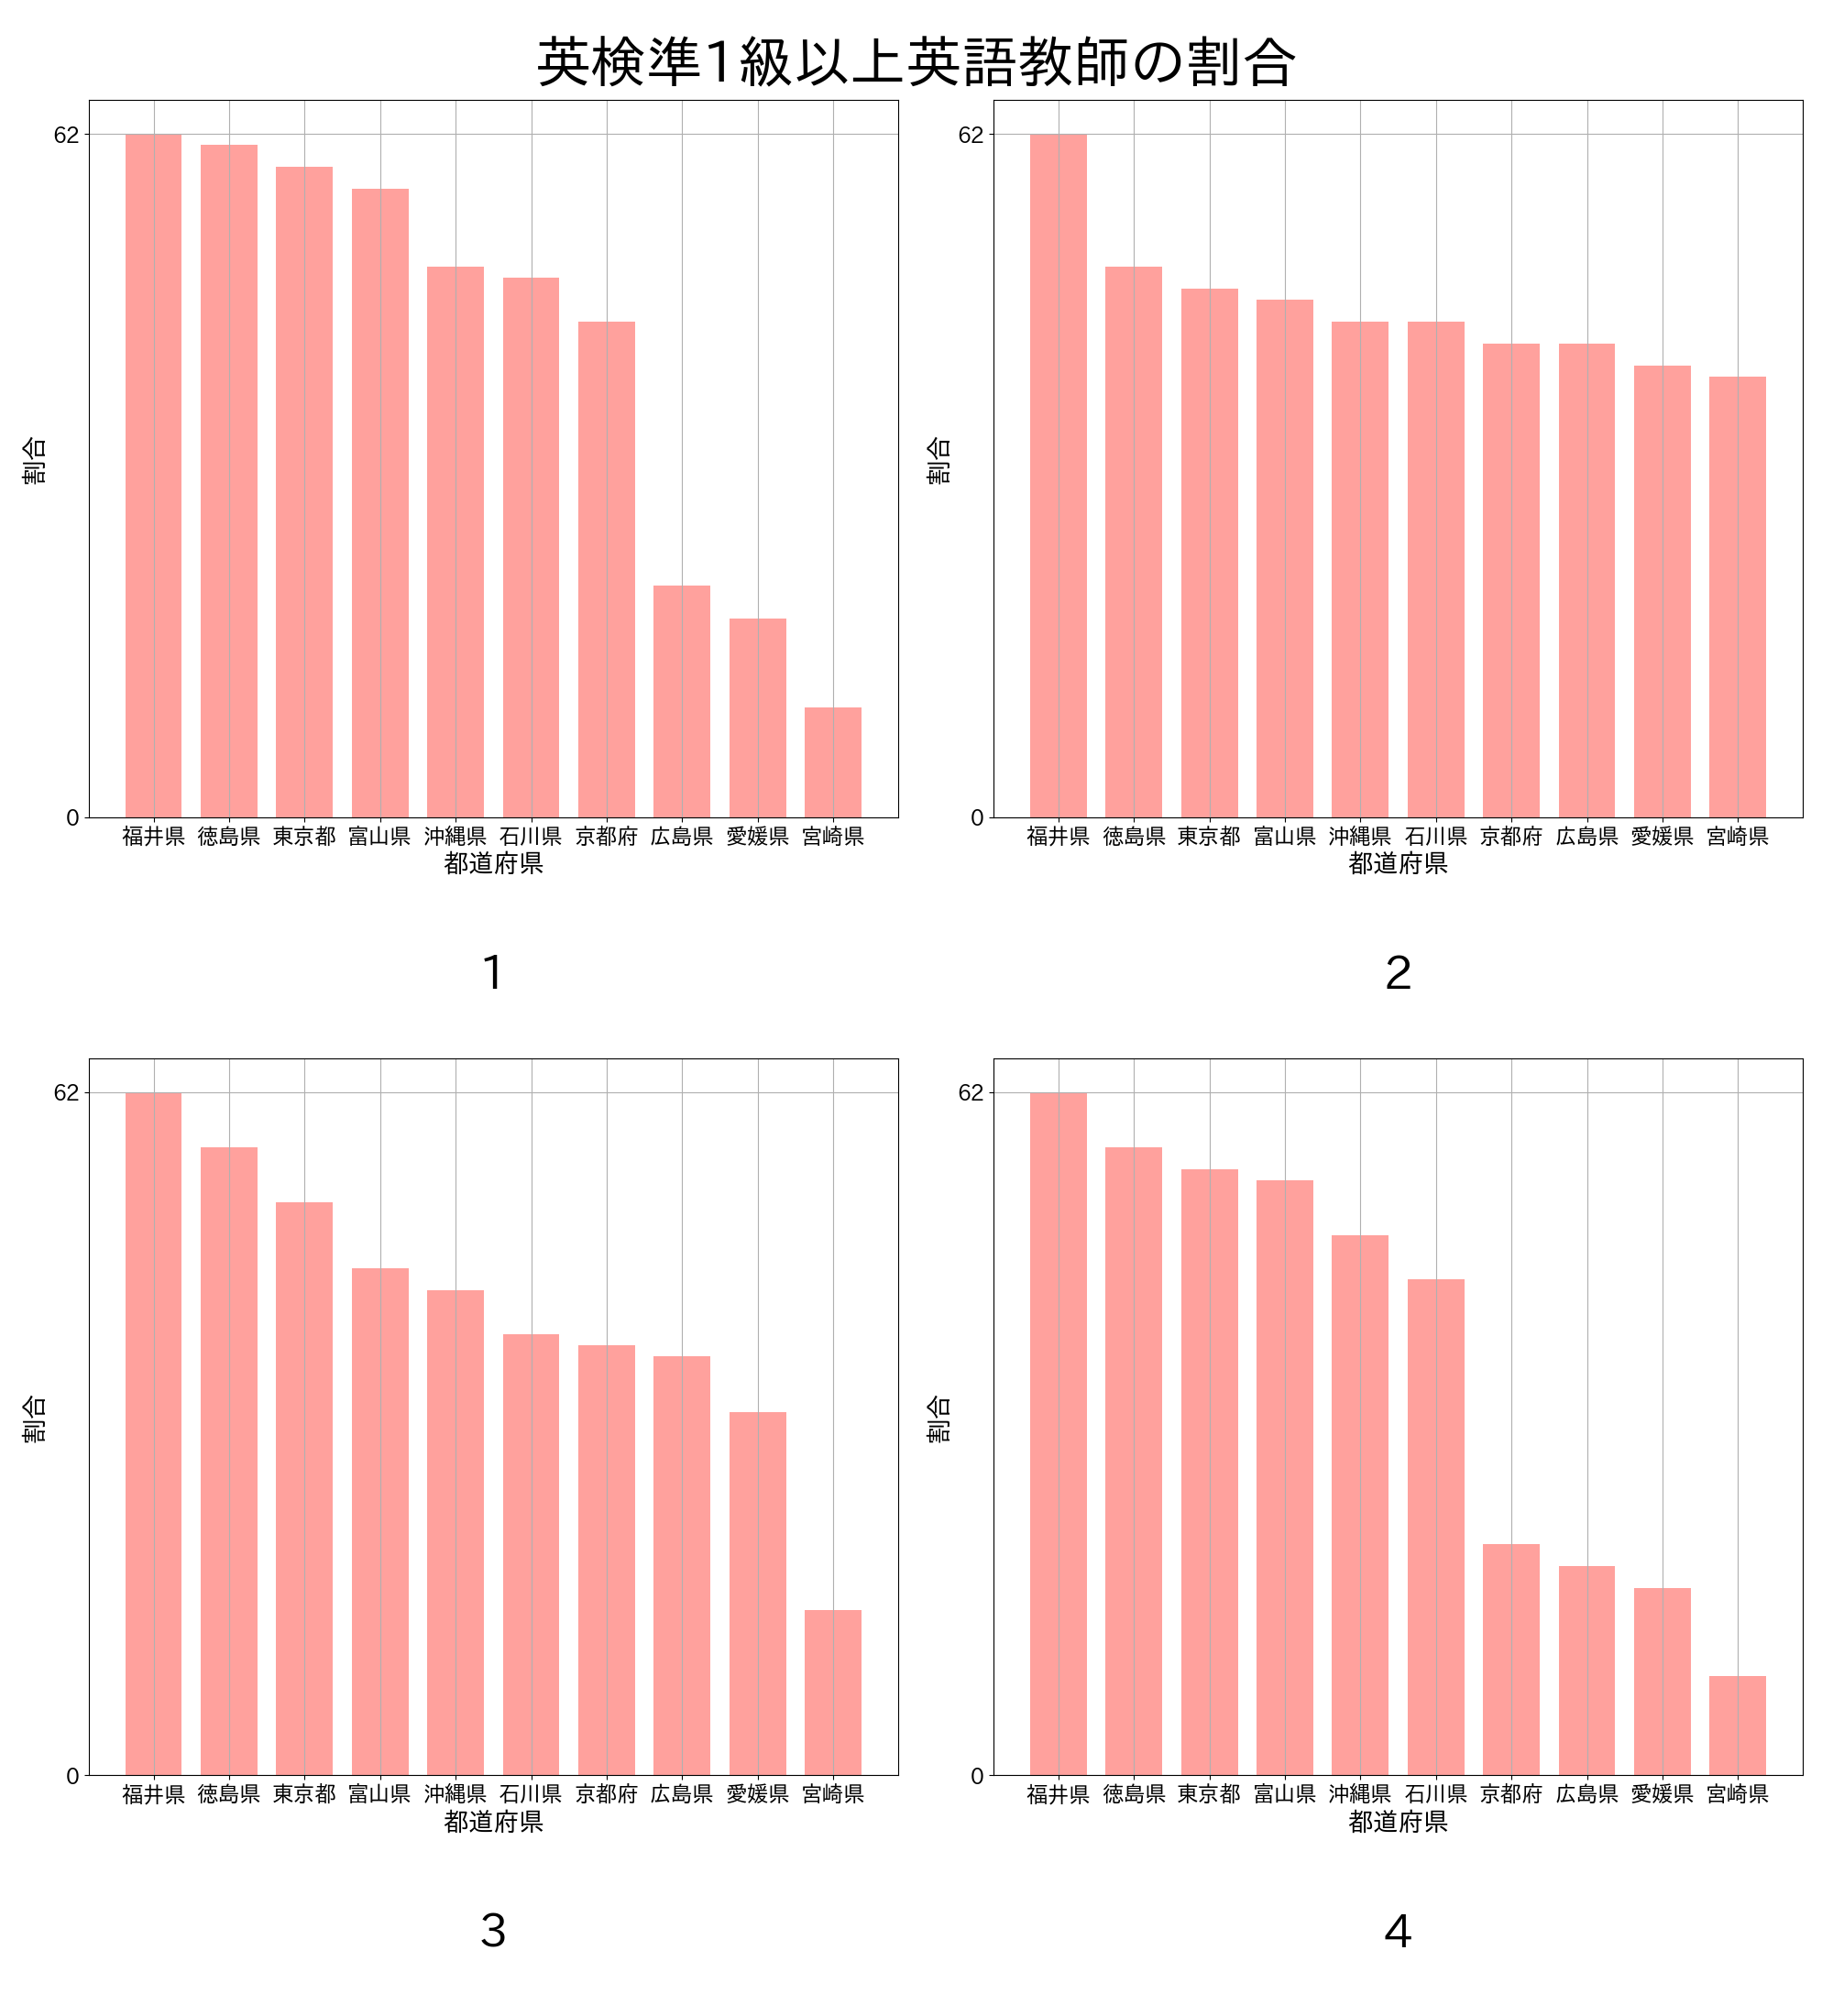 英検準1級以上英語教師の割合
62
0
割合
福井県 徳島県 東京都 富山県 沖縄県 石川県 京都府 広島県 愛媛県 宮崎県
都道府県
1
62
0
割合
福井県 徳島県 東京都 富山県 沖縄県 石川県 京都府 広島県 愛媛県 宮崎県
都道府県
2
62
0
割合
福井県 徳島県 東京都 富山県 沖縄県 石川県 京都府 広島県 愛媛県 宮崎県
都道府県
3
62
0
割合
福井県 徳島県 東京都 富山県 沖縄県 石川県 京都府 広島県 愛媛県 宮崎県
都道府県
4